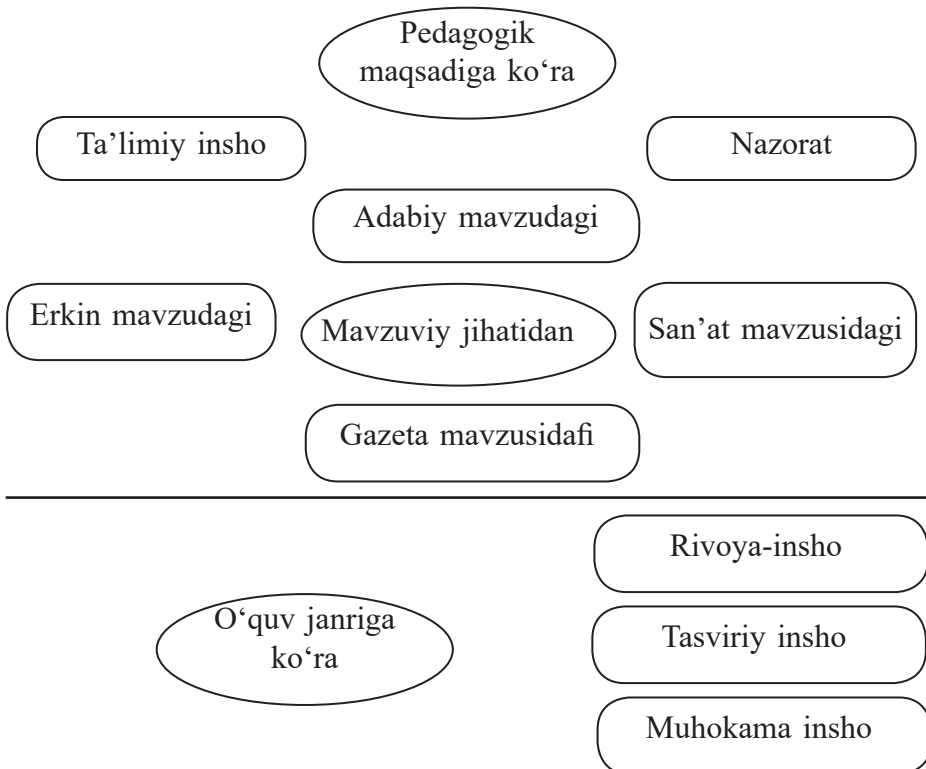 Pedagogik
maqsadiga ko‘ra
Ta’limiy insho
Nazorat
Adabiy mavzudagi
Erkin mavzudagi
Mavzuviy jihatidan
San’at mavzusidagi
Gazeta mavzusidafi
Rivoya-insho
O‘quv janriga
ko‘ra
Tasviriy insho
Muhokama insho